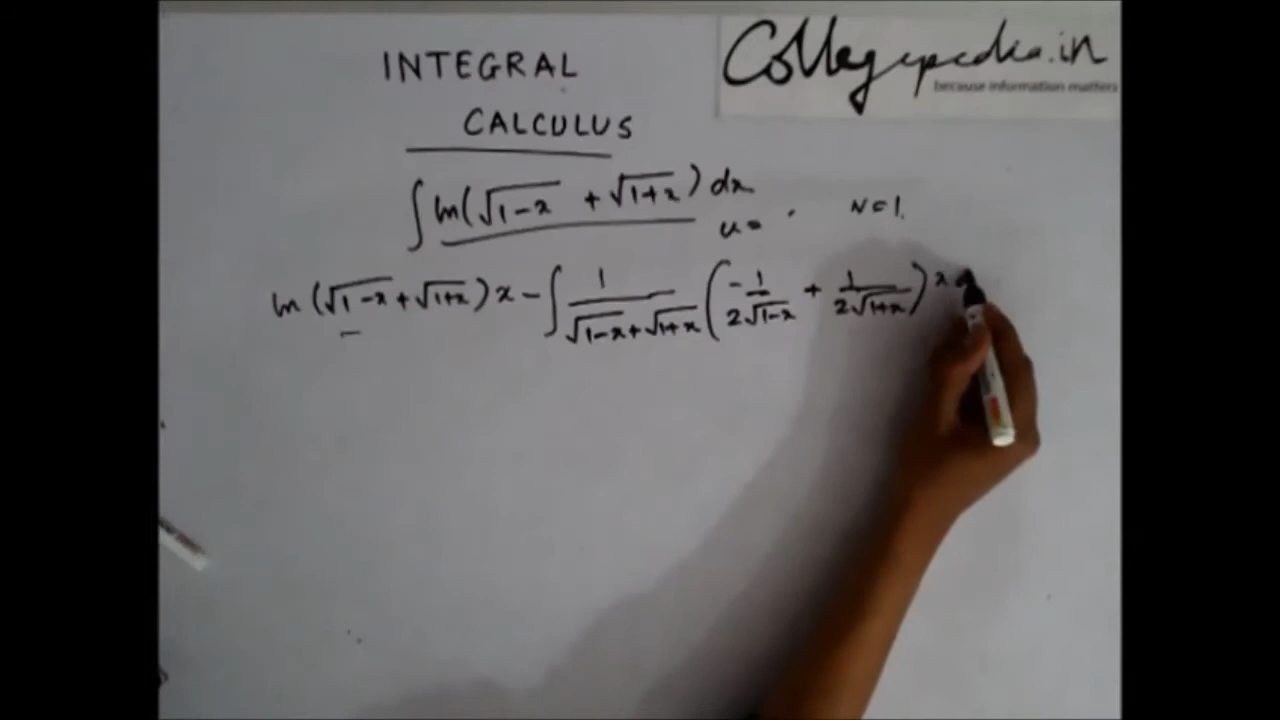 INTEGRAL
Collegepedia.in
because information matters
CALCULUS
∫ ln(√1-x + √1+x) dx
u = v = 1.
ln (√1-x + √1+x) x - ∫ 1/(√1-x + √1+x) (-1/(2√1-x) + 1/(2√1+x)) x